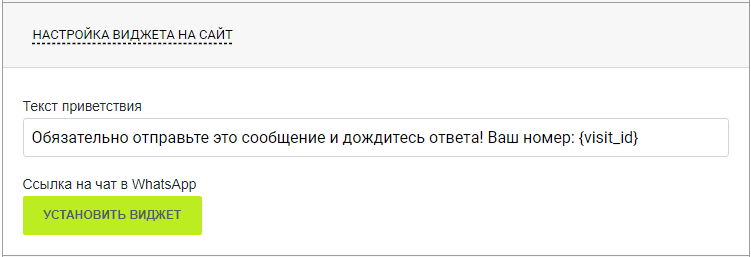 НАСТРОЙКА ВИДЖЕТА НА САЙТ
Текст приветствия
Обязательно отправьте это сообщение и дождитесь ответа! Ваш номер: {visit_id}
Ссылка на чат в WhatsApp
УСТАНОВИТЬ ВИДЖЕТ